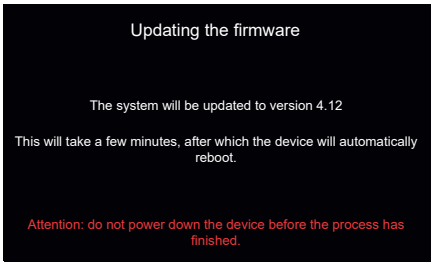 Updating the firmware
The system will be updated to version 4.12
This will take a few minutes, after which the device will automatically
reboot.
Attention: do not power down the device before the process has
finished.